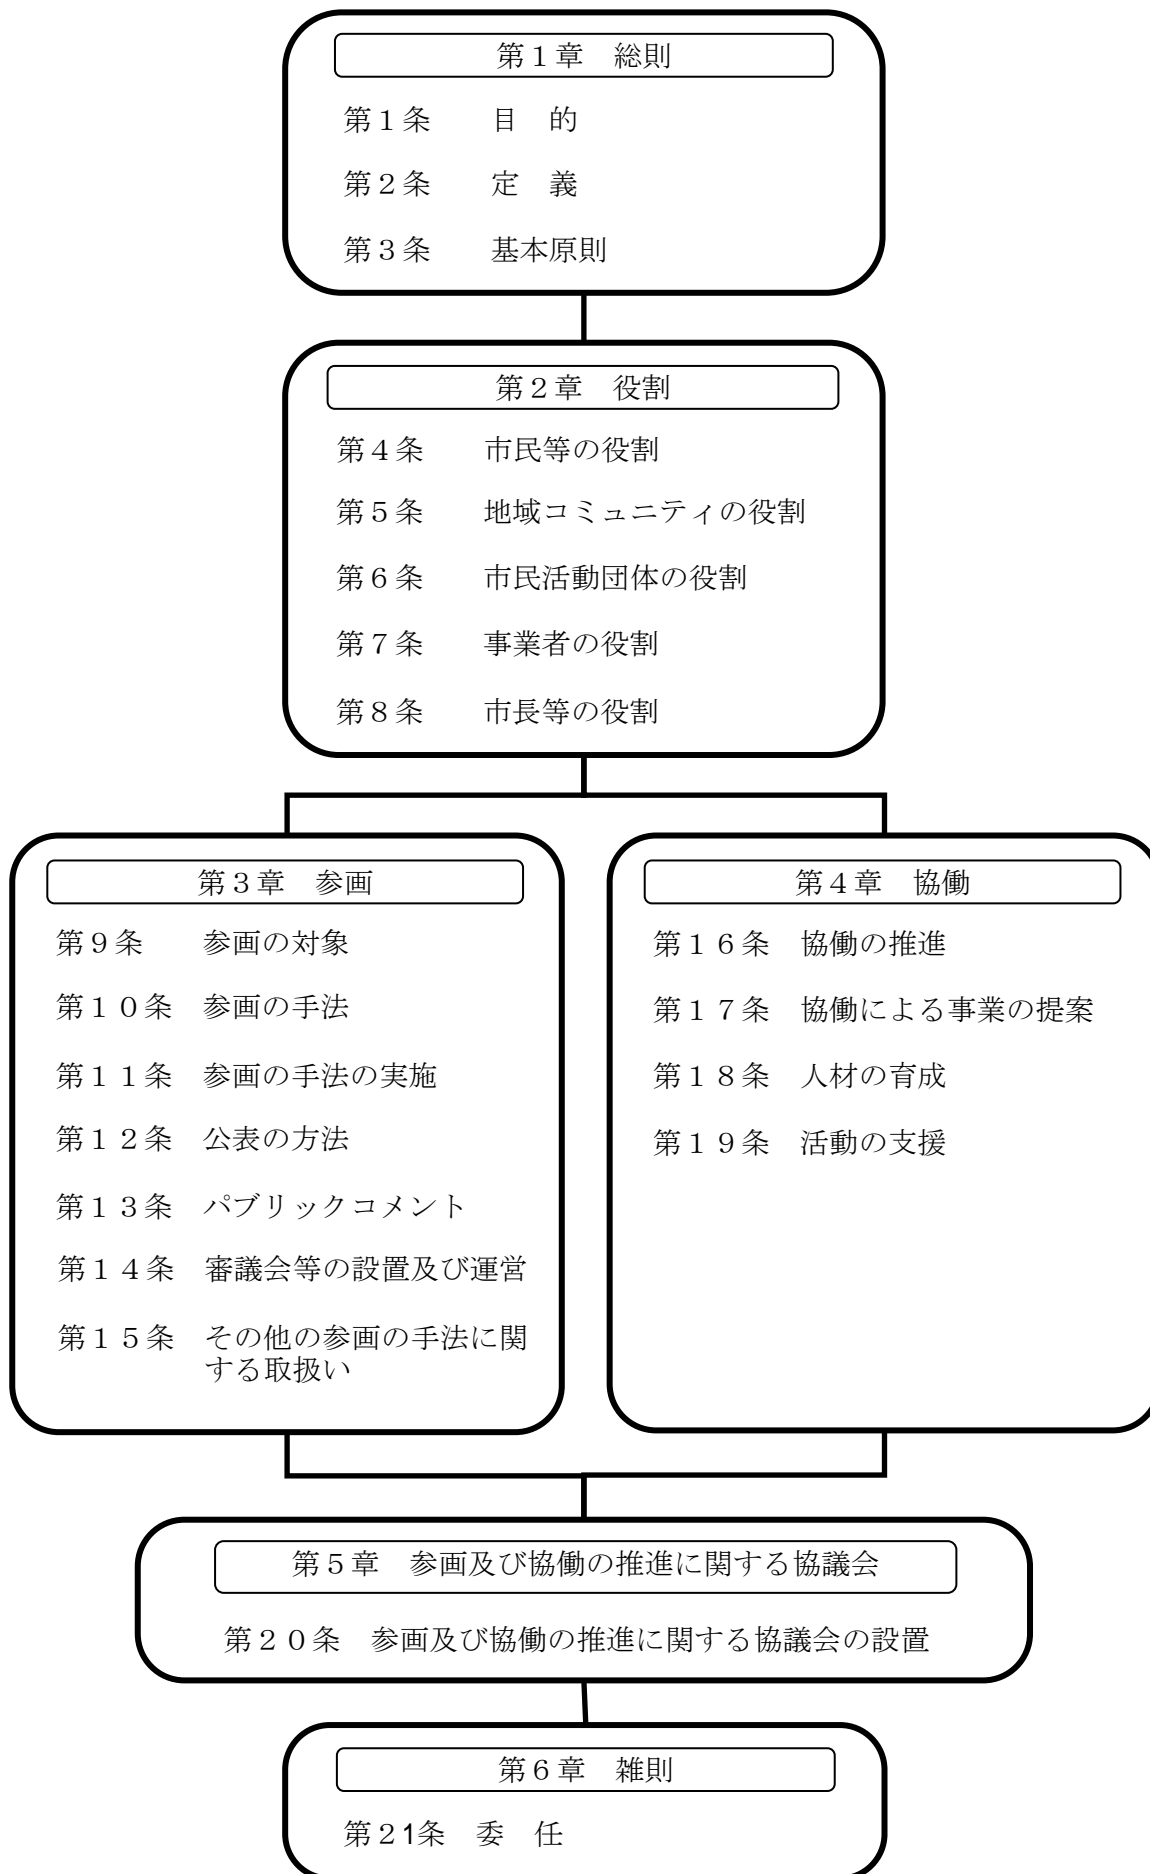 第１章　総則
第１条　　目　的
第２条　　定　義
第３条　　基本原則
第２章　役割
第４条　　市民等の役割
第５条　　地域コミュニティの役割
第６条　　市民活動団体の役割
第７条　　事業者の役割
第８条　　市長等の役割
第３章　参画
第９条　　参画の対象
第１０条　参画の手法
第１１条　参画の手法の実施
第１２条　公表の方法
第１３条　パブリックコメント
第１４条　審議会等の設置及び運営
第１５条　その他の参画の手法に関
する取扱い
第４章　協働
第１６条　協働の推進
第１７条　協働による事業の提案
第１８条　人材の育成
第１９条　活動の支援
第５章　参画及び協働の推進に関する協議会
第２０条　参画及び協働の推進に関する協議会の設置
第６章　雑則
第２1条　委　任